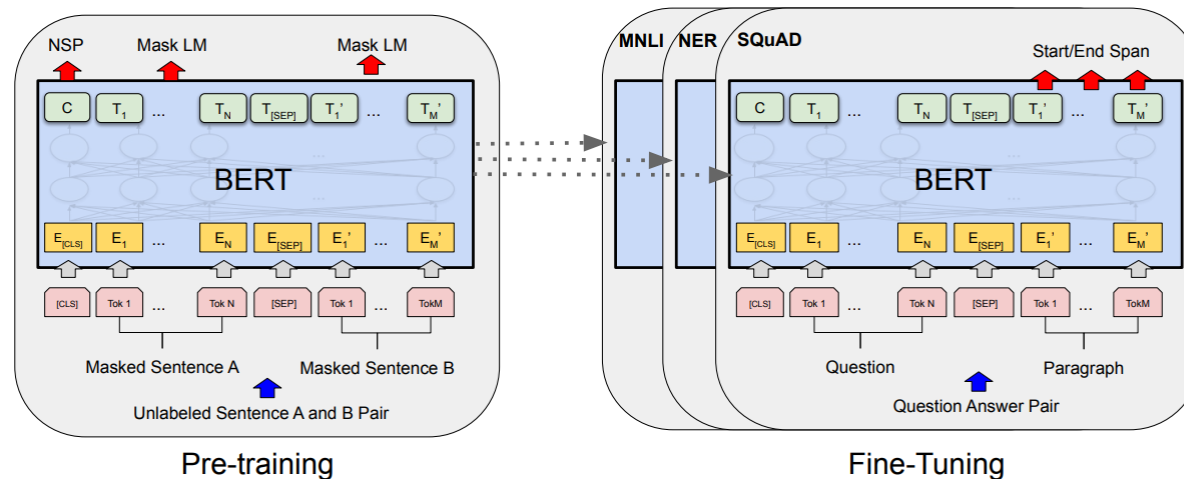 NSP Mask LM Mask LM
C T1 ... TN T[SEP] T1' ... TM'
...
BERT
...
E[CLS] E1 ... EN E[SEP] E1' ... EM'
[CLS] Tok 1 ... Tok N [SEP] Tok 1 ... TokM
Masked Sentence A Masked Sentence B
Unlabeled Sentence A and B Pair
Pre-training
MNLI NER SQuAD
Start/End Span
C T1 ... TN T[SEP] T1' ... TM'
...
BERT
...
E[CLS] E1 ... EN E[SEP] E1' ... EM'
[CLS] Tok 1 ... Tok N [SEP] Tok 1 ... TokM
Question Paragraph
Question Answer Pair
Fine-Tuning